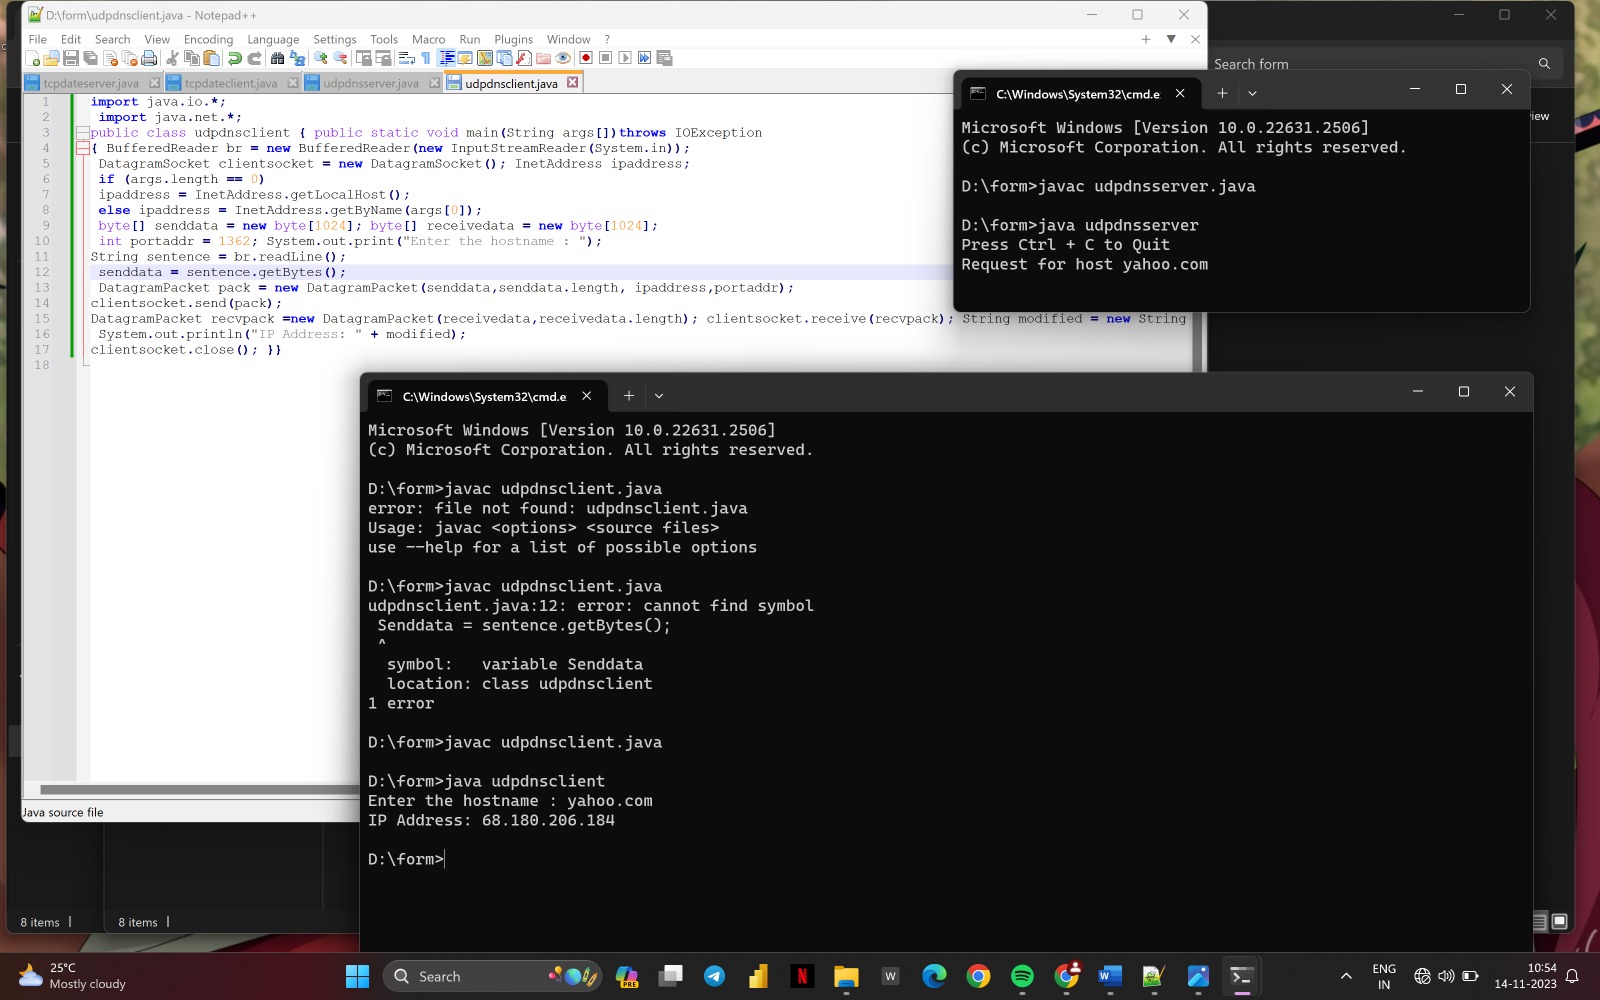 D:\form\udpdnsclient.java - Notepad++
File Edit Search View Encoding Language Settings Tools Macro Run Plugins Window ?
tcpdateserver.java tcpdateclient.java udpdnsserver.java udpdnsclient.java
1 import java.io.*;
2 import java.net.*;
3 public class udpdnsclient { public static void main(String args[])throws IOException
4 { BufferedReader br = new BufferedReader(new InputStreamReader(System.in));
5 DatagramSocket clientsocket = new DatagramSocket(); InetAddress ipaddress;
6 if (args.length == 0)
7 ipaddress = InetAddress.getLocalHost();
8 else ipaddress = InetAddress.getByName(args[0]);
9 byte[] senddata = new byte[1024]; byte[] receivedata = new byte[1024];
10 int portaddr = 1362; System.out.print("Enter the hostname : ");
11 String sentence = br.readLine();
12 senddata = sentence.getBytes();
13 DatagramPacket pack = new DatagramPacket(senddata,senddata.length, ipaddress,portaddr);
14 clientsocket.send(pack);
15 DatagramPacket recvpack =new DatagramPacket(receivedata,receivedata.length); clientsocket.receive(recvpack); String modified = new String
16 System.out.println("IP Address: " + modified);
17 clientsocket.close(); }}
18
Java source file
Search form
iew
C:\Windows\System32\cmd.e
Microsoft Windows [Version 10.0.22631.2506]
(c) Microsoft Corporation. All rights reserved.
D:\form>javac udpdnsserver.java
D:\form>java udpdnsserver
Press Ctrl + C to Quit
Request for host yahoo.com
C:\Windows\System32\cmd.e
Microsoft Windows [Version 10.0.22631.2506]
(c) Microsoft Corporation. All rights reserved.
D:\form>javac udpdnsclient.java
error: file not found: udpdnsclient.java
Usage: javac <options> <source files>
use --help for a list of possible options
D:\form>javac udpdnsclient.java
udpdnsclient.java:12: error: cannot find symbol
Senddata = sentence.getBytes();
^
symbol:   variable Senddata
location: class udpdnsclient
1 error
D:\form>javac udpdnsclient.java
D:\form>java udpdnsclient
Enter the hostname : yahoo.com
IP Address: 68.180.206.184
D:\form>
8 items
8 items
25°C
Mostly cloudy
Search
PRE
ENG
IN
10:54
14-11-2023